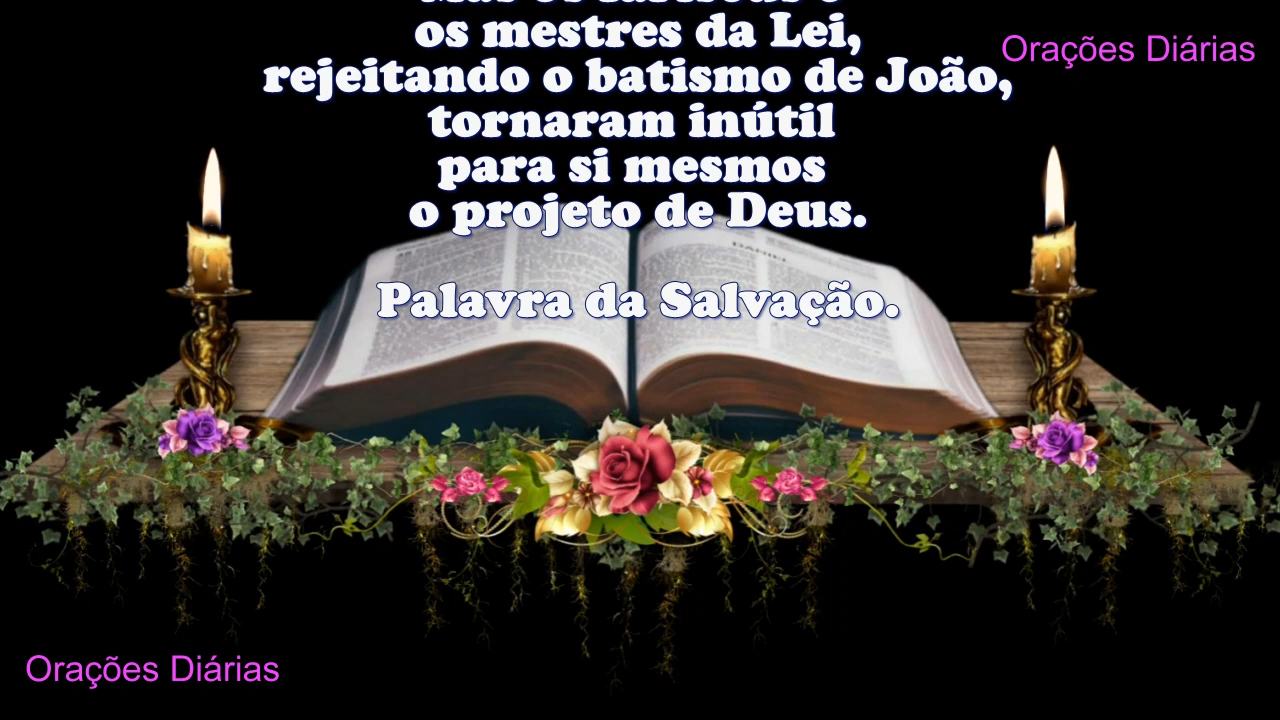 os mestres da Lei,
Orações Diárias
rejeitando o batismo de João,
tornaram inútil
para si mesmos
o projeto de Deus.
DANIEL
Palavra da Salvação.
Orações Diárias